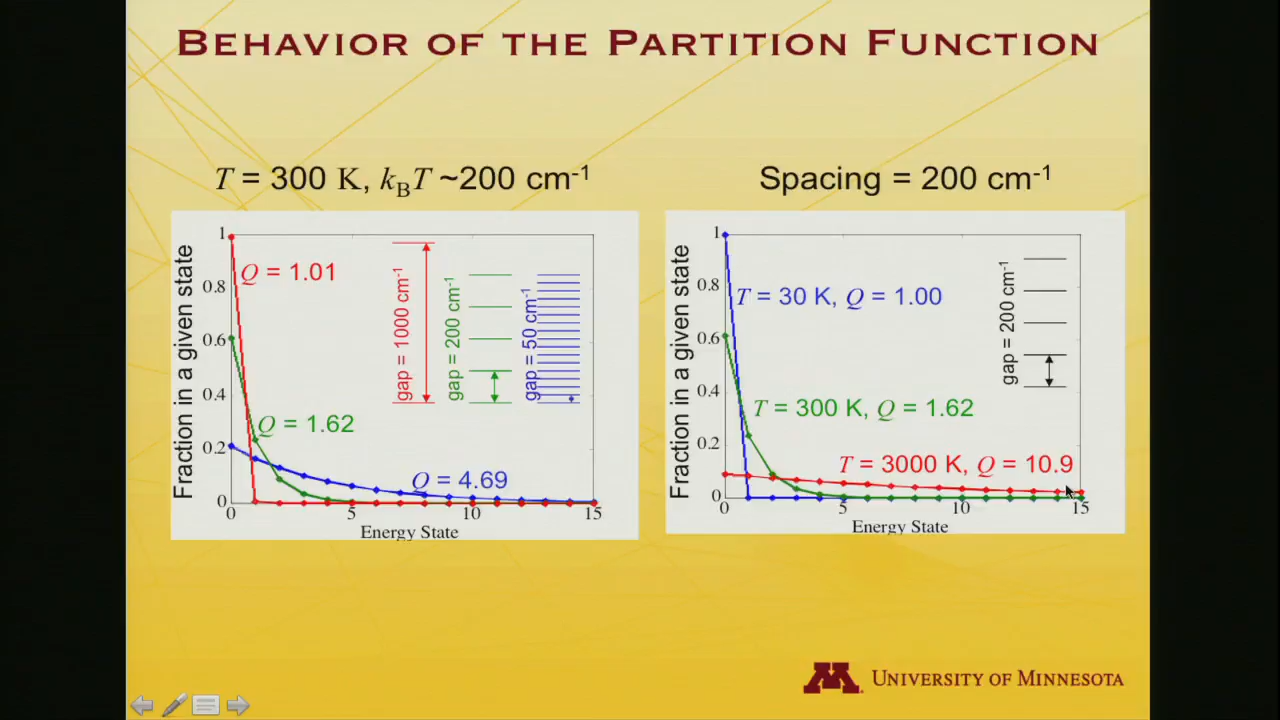 BEHAVIOR OF THE PARTITION FUNCTION
T = 300 K, kBT ~200 cm-1
Fraction in a given state
1
0.8
0.6
0.4
0.2
0
0
5
10
15
Energy State
Q = 1.01
Q = 1.62
Q = 4.69
gap = 1000 cm-1
gap = 200 cm-1
gap = 50 cm-1
Spacing = 200 cm-1
Fraction in a given state
1
0.8
0.6
0.4
0.2
0
0
5
10
15
Energy State
T = 30 K, Q = 1.00
T = 300 K, Q = 1.62
T = 3000 K, Q = 10.9
gap = 200 cm-1
M
UNIVERSITY OF MINNESOTA